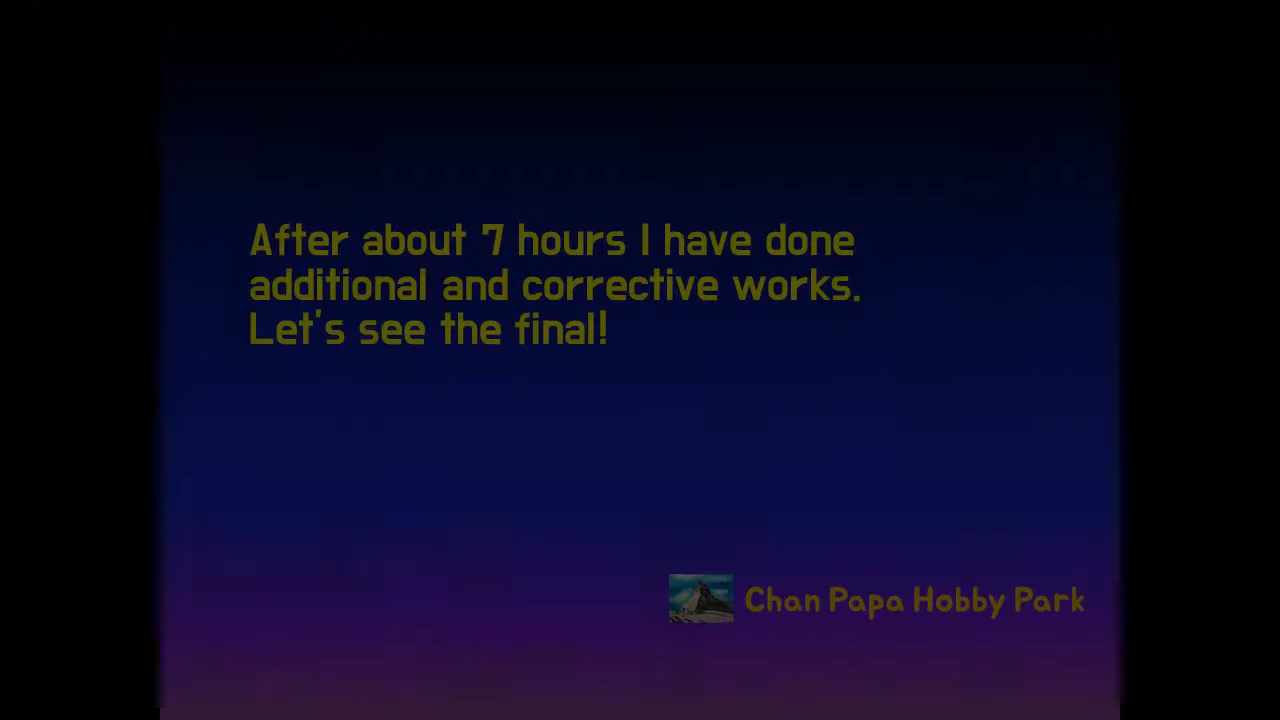 After about 7 hours I have done
additional and corrective works.
Let's see the final!
Chan Papa Hobby Park